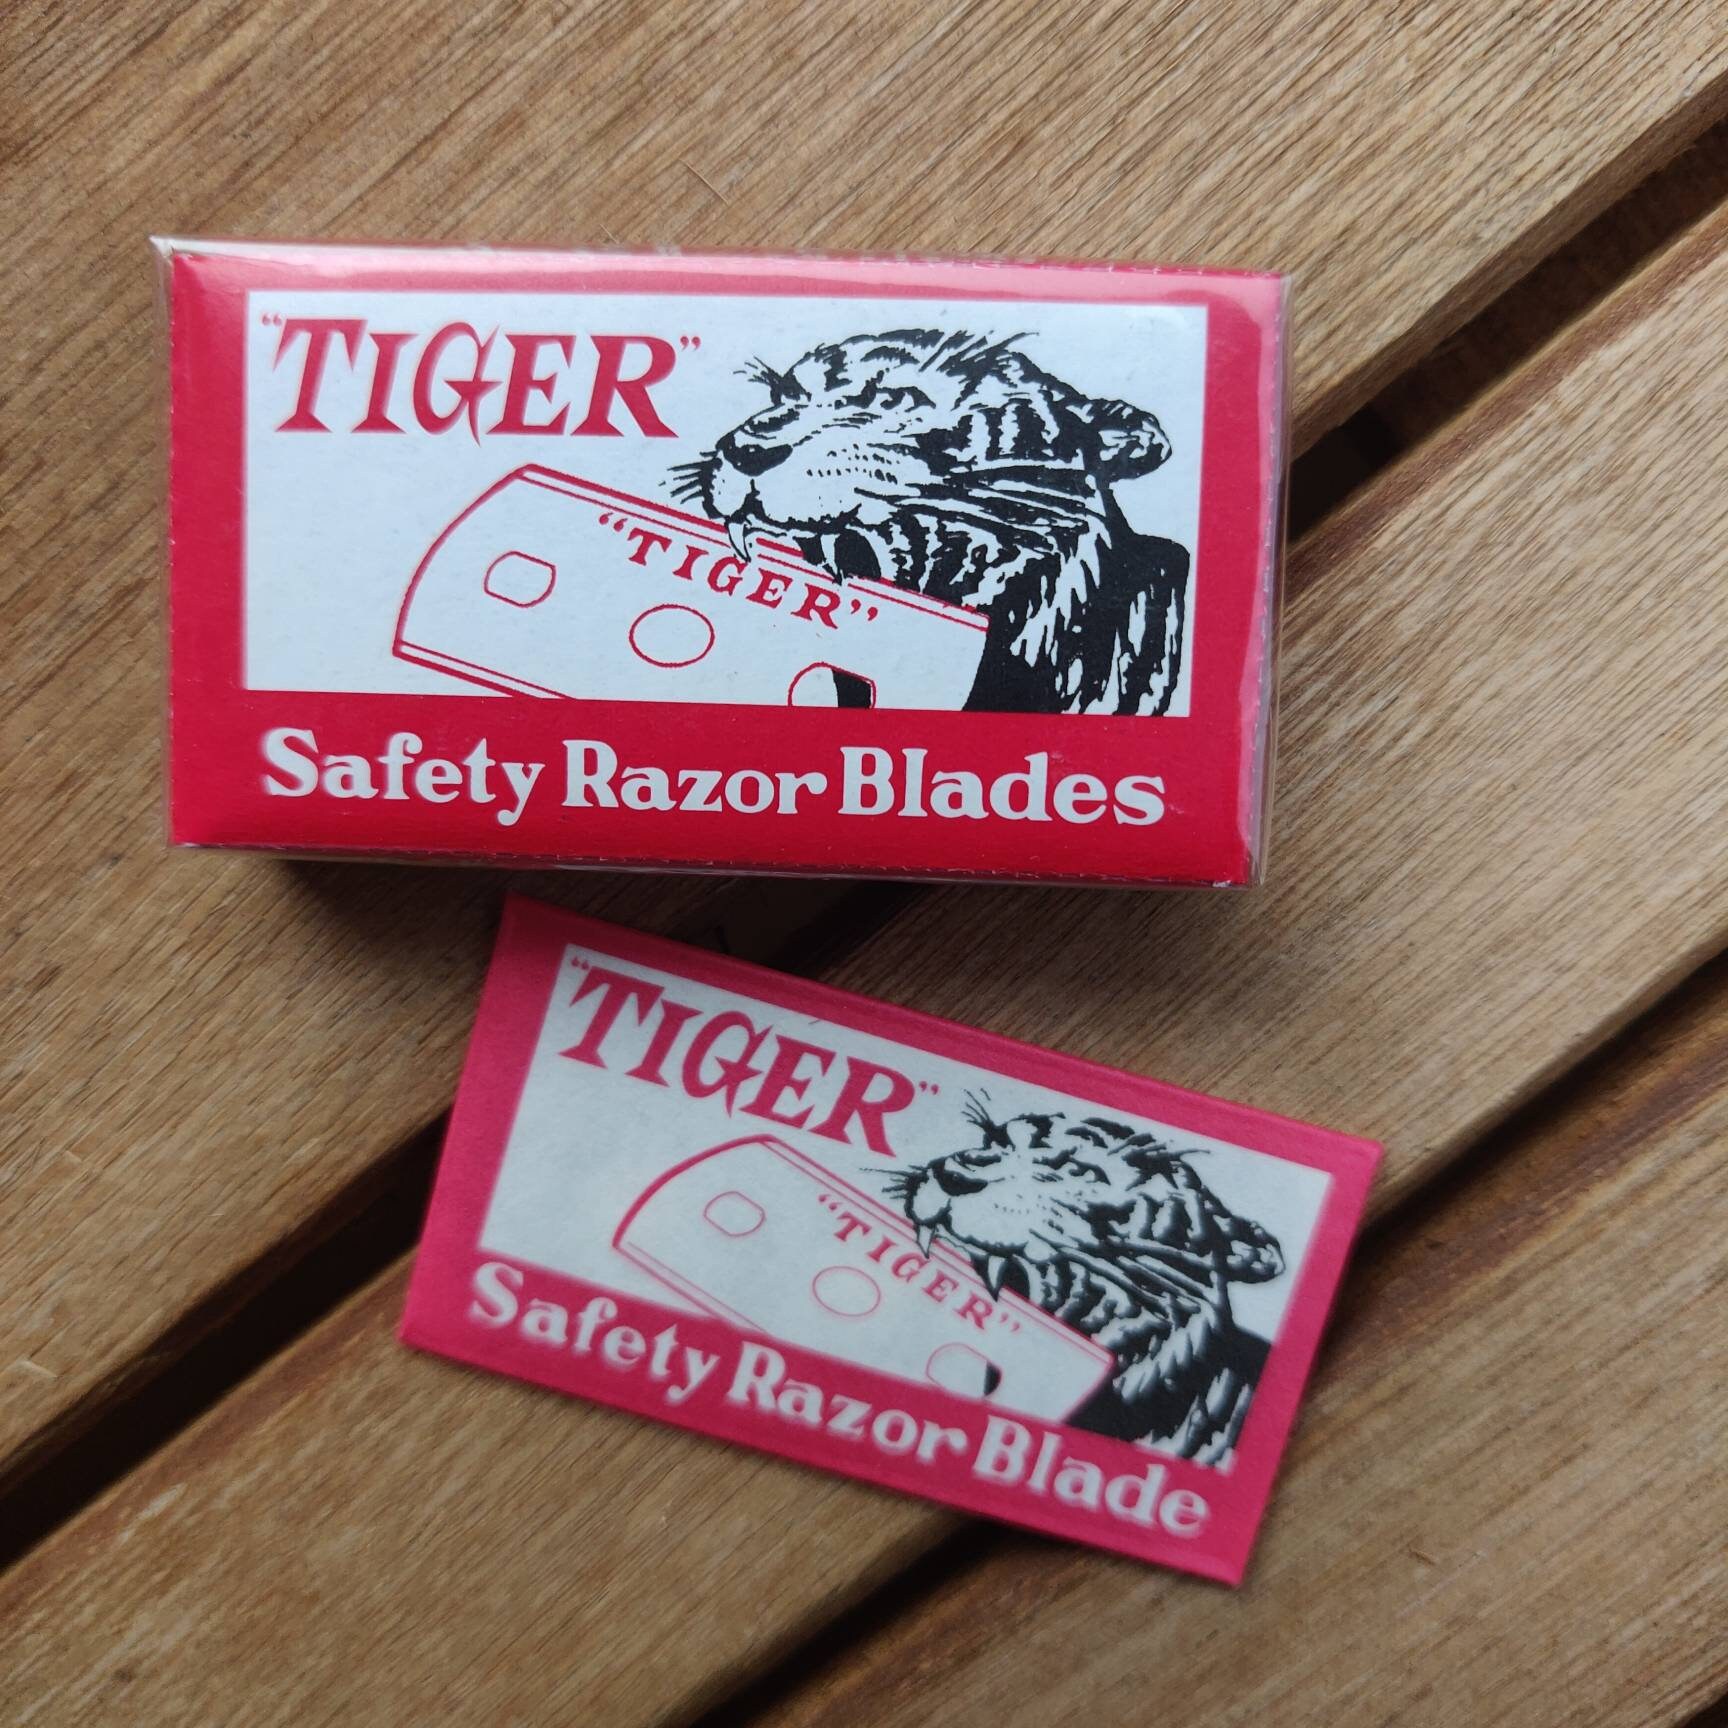 “TIGER”
“TIGER”
Safety Razor Blades
“TIGER”
“TIGER”
Safety Razor Blade